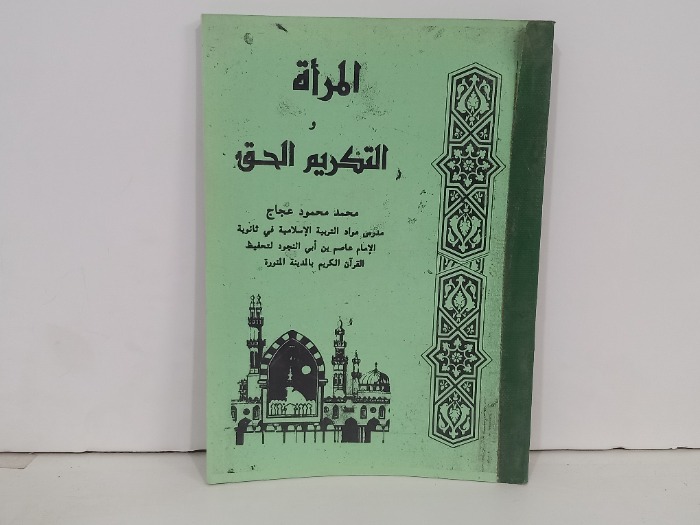 المرأة
و
التكريم الحق
محمد محمود عجاج
مدرس مواد التربية الإسلامية في ثانوية
الإمام عاصم بن أبي النجود لتحفيظ
القرآن الكريم بالمدينة المنورة